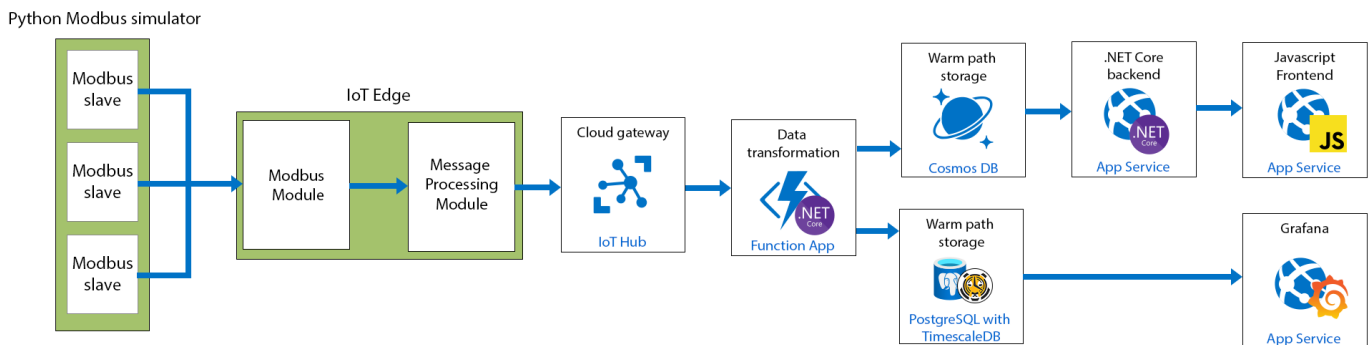 Python Modbus simulator
Modbus
slave
Modbus
slave
Modbus
slave
IoT Edge
Modbus
Module
Message
Processing
Module
Cloud gateway
IoT Hub
Data
transformation
.NET
Core
Function App
Warm path
storage
Cosmos DB
.NET Core
backend
.NET
Core
App Service
Javascript
Frontend
JS
App Service
Warm path
storage
PostgreSQL with
TimescaleDB
Grafana
App Service